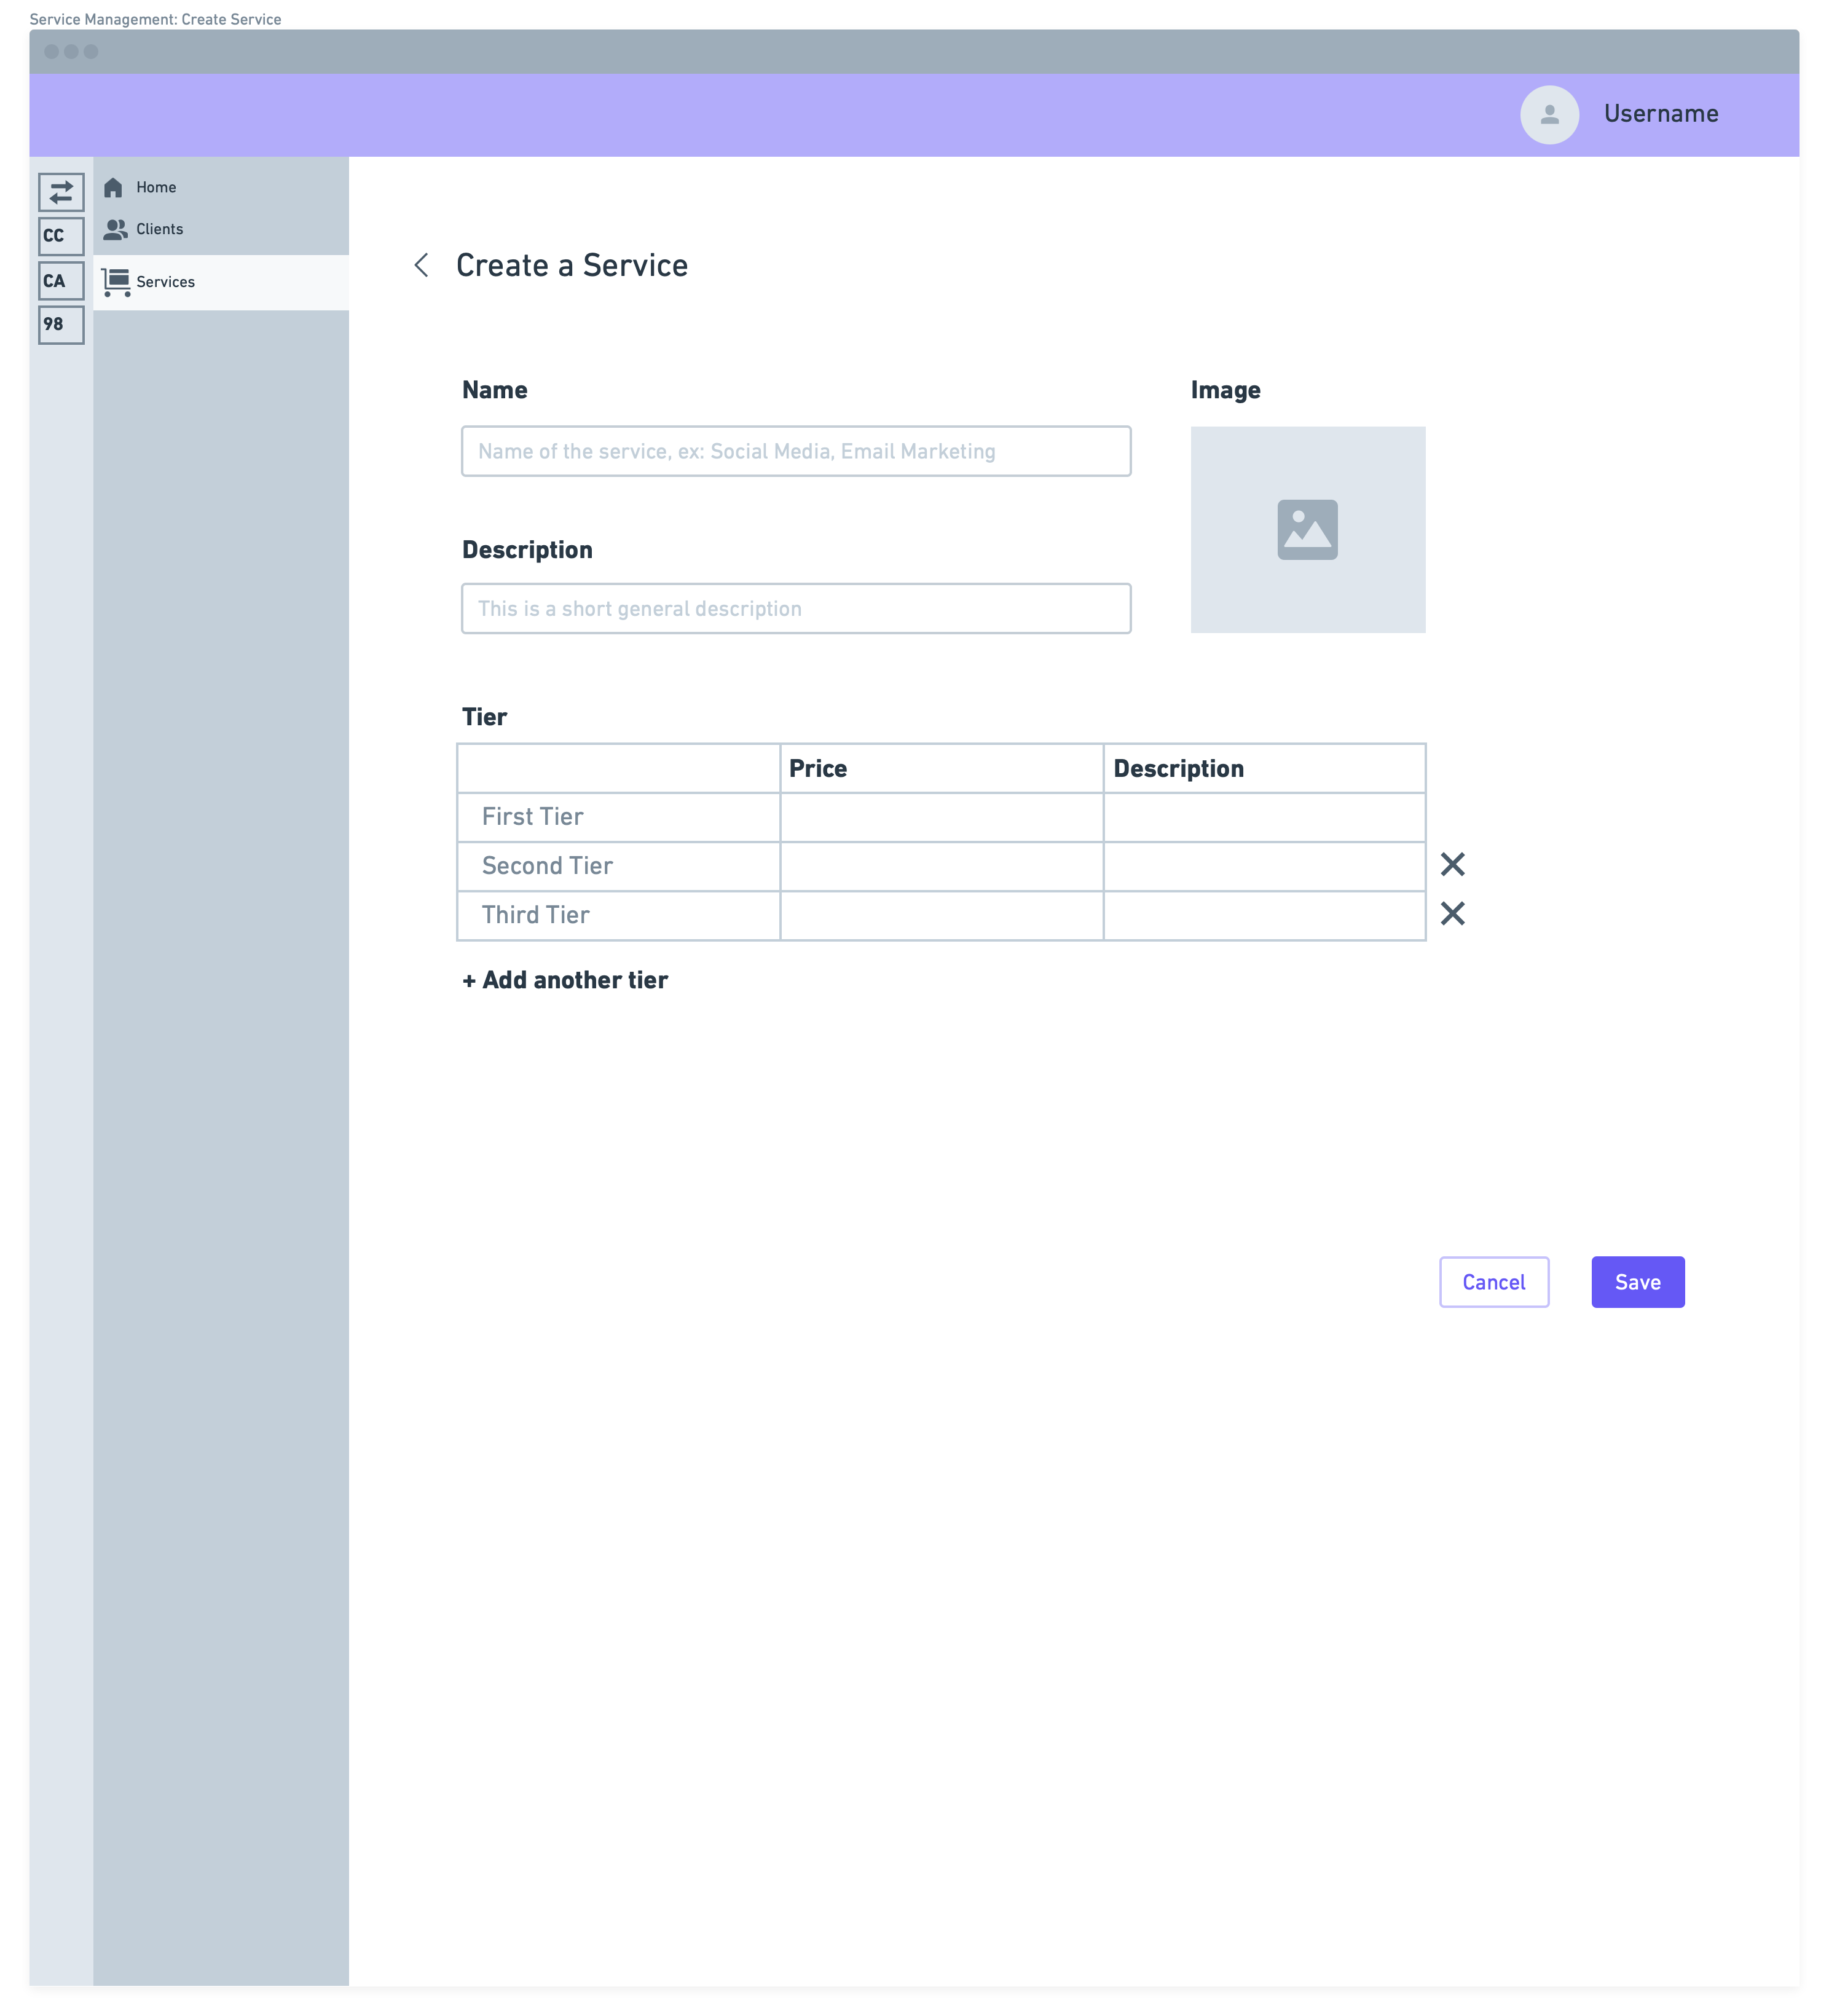 Service Management: Create Service
Username
CC
CA
98
Home
Clients
Services
Create a Service
Name
Name of the service, ex: Social Media, Email Marketing
Image
Description
This is a short general description
Tier
Price Description
First Tier
Second Tier
Third Tier
+ Add another tier
Cancel Save